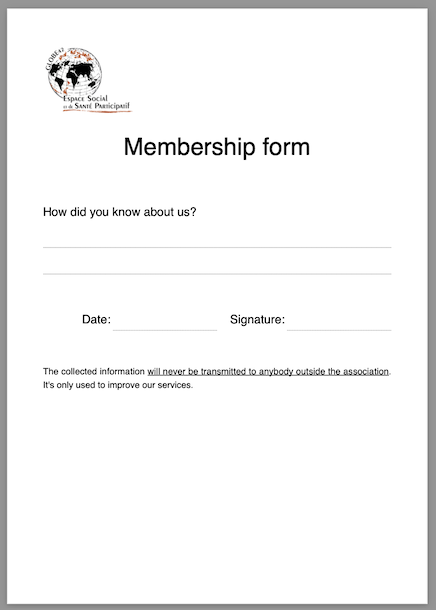 GLOBE42
Espace Social
et de Santé Participatif
Membership form
How did you know about us?
Date:
Signature:
The collected information will never be transmitted to anybody outside the association.
It's only used to improve our services.